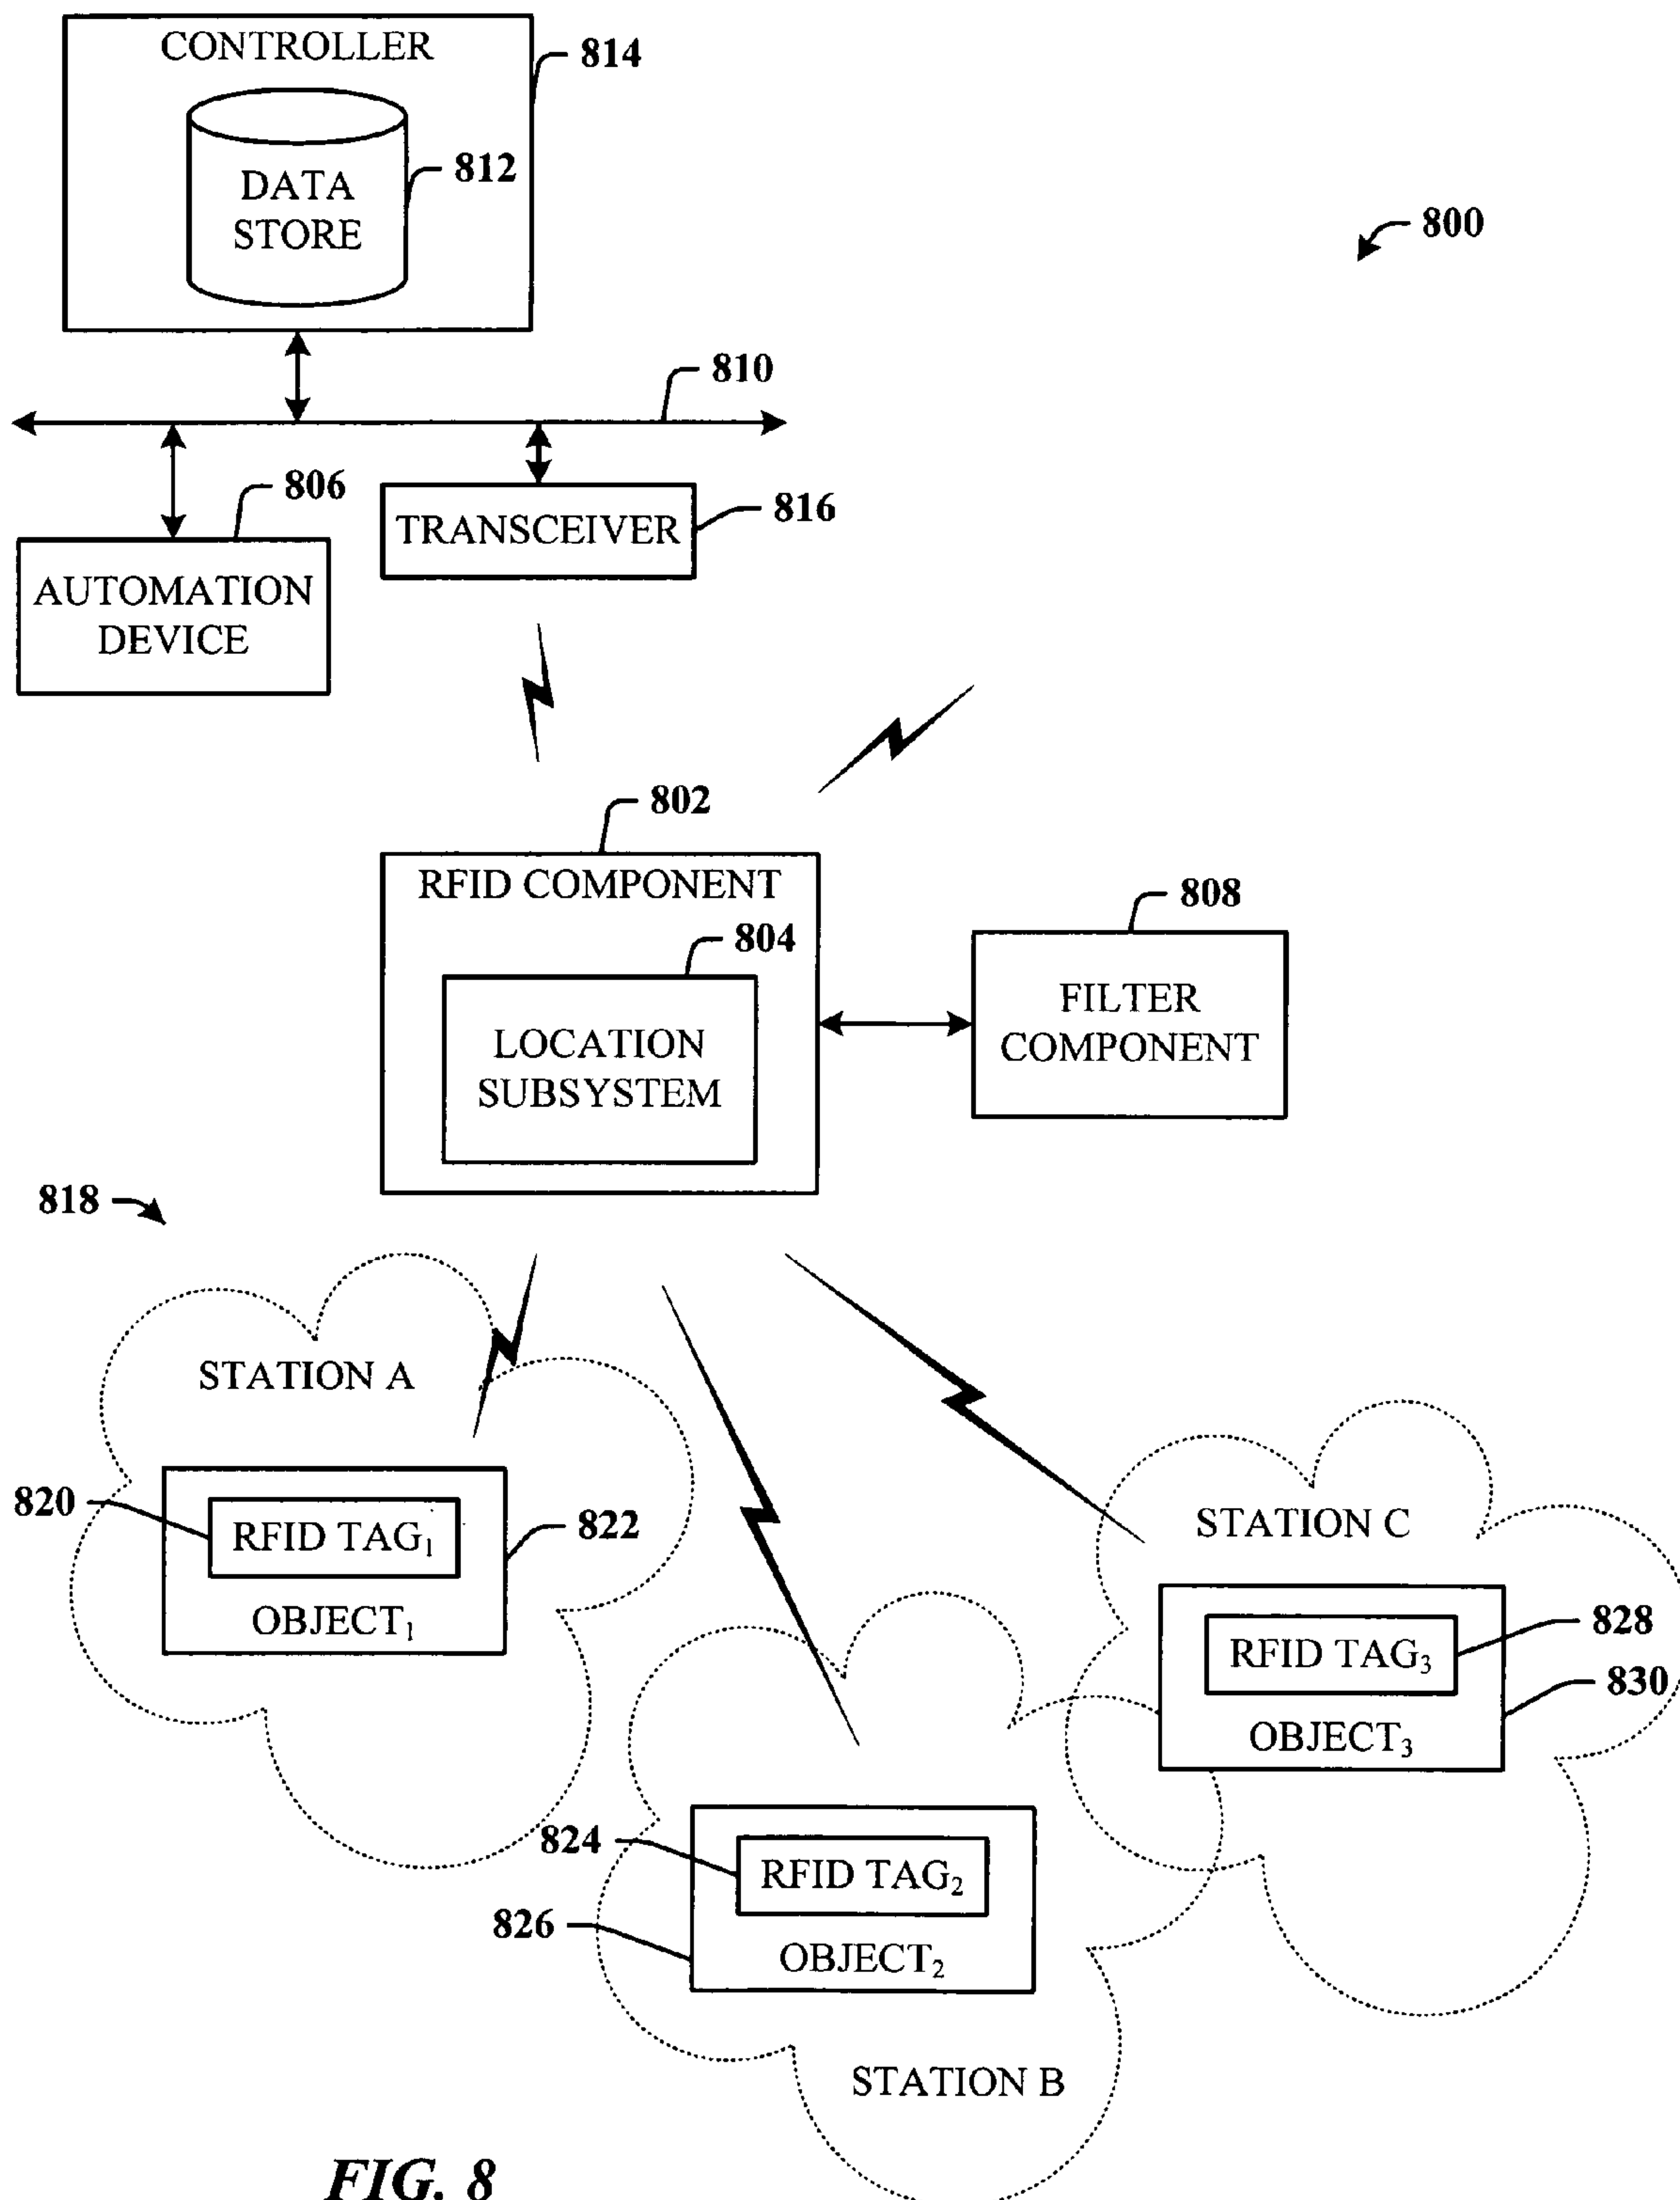 CONTROLLER
814
DATA
STORE
812
800
810
806
TRANSCEIVER
816
AUTOMATION
DEVICE
802
RFID COMPONENT
804
LOCATION
SUBSYSTEM
808
FILTER
COMPONENT
818
STATION A
820
RFID TAG₁
822
OBJECT₁
STATION C
828
RFID TAG₃
830
OBJECT₃
824
RFID TAG₂
826
OBJECT₂
STATION B
FIG. 8